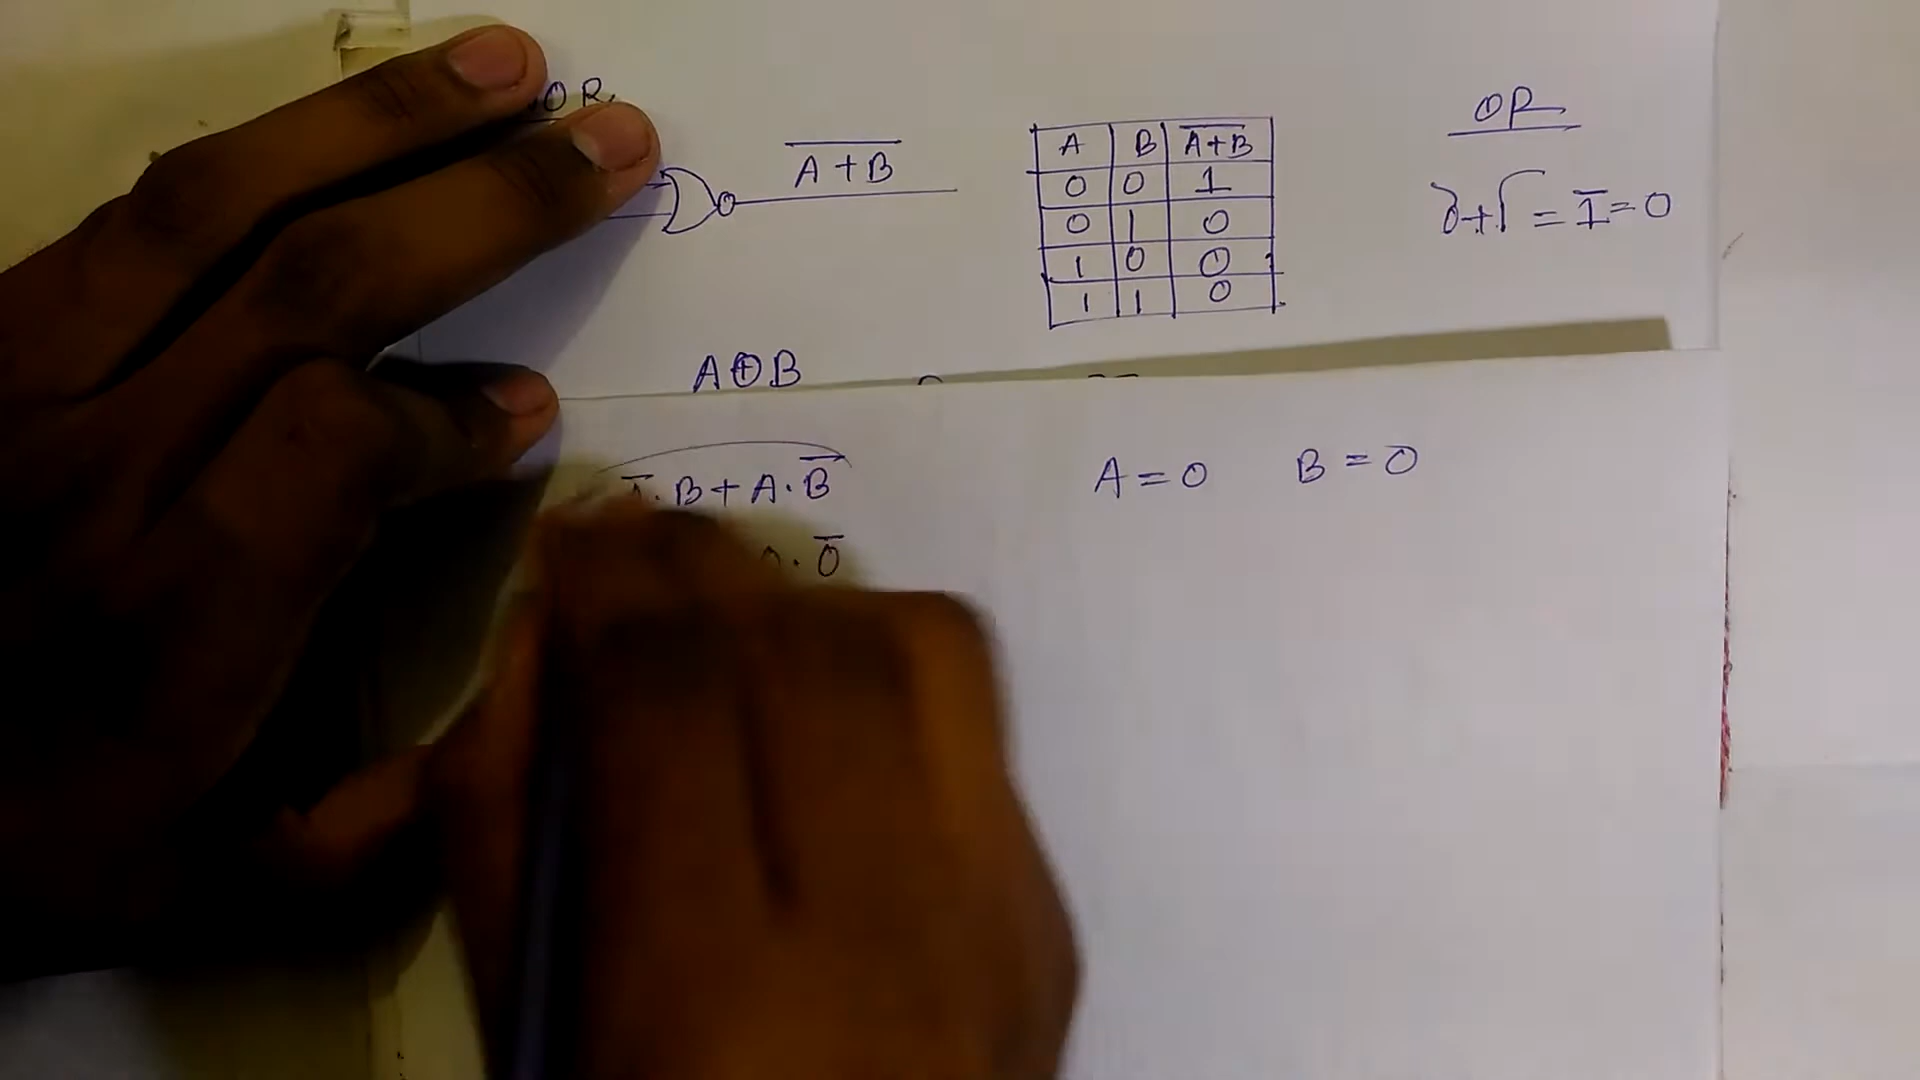 OR
OR
A+B̅ 
A B A̅+̅B̅
0 0 1
0 1 0
1 0 0
1 1 0
0+1 = 1̅ = 0
A⊕B
A̅.B + A.B̅
A = 0 B = 0
. 0̅